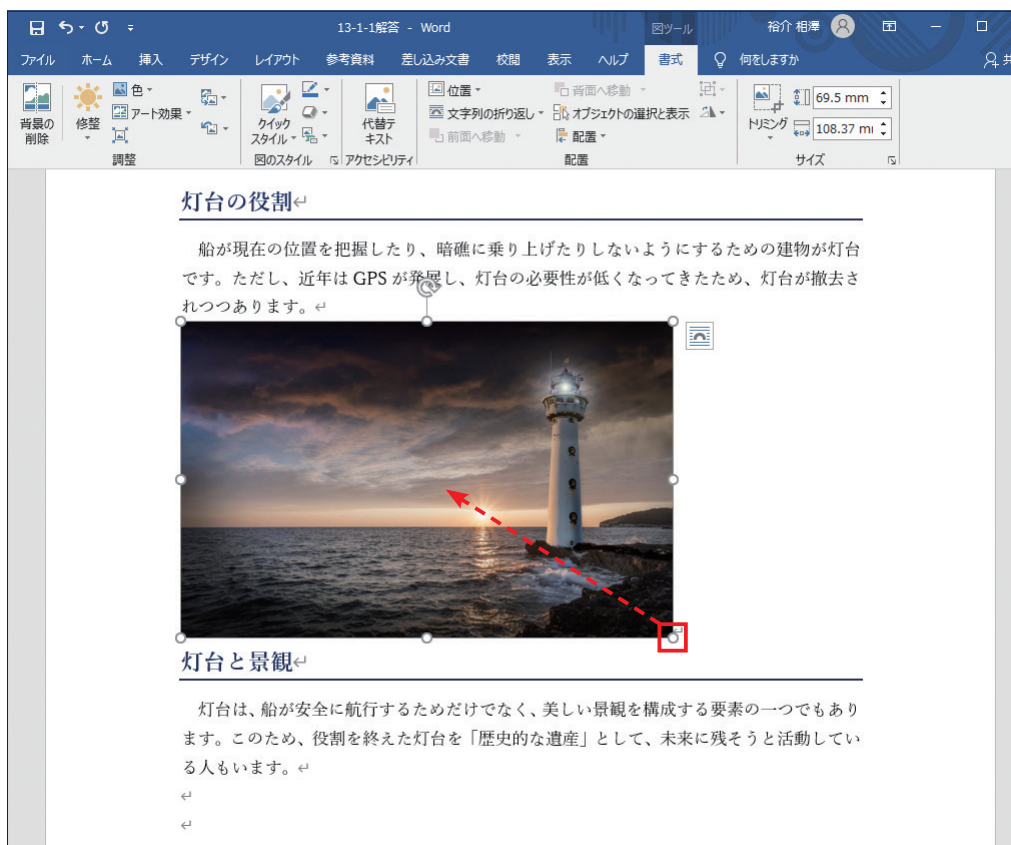 13-1-1解答 - Word
図ツール
裕介 相澤
ファイル ホーム 挿入 デザイン レイアウト 参考資料 差し込み文書 校閲 表示 ヘルプ 書式 何をしますか 共
背景の
削除
修整
色
アート効果
調整
クイック
スタイル
図のスタイル
代替テ
キスト
アクセシビリティ
位置
文字列の折り返し
前面へ移動
背面へ移動
オブジェクトの選択と表示
配置
配置
トリミング
69.5 mm
108.37 mi
サイズ
灯台の役割↵
船が現在の位置を把握したり、暗礁に乗り上げたりしないようにするための建物が灯台
です。ただし、近年は GPS が発展し、灯台の必要性が低くなってきたため、灯台が撤去さ
れつつあります。↵
↵
灯台と景観↵
灯台は、船が安全に航行するためだけでなく、美しい景観を構成する要素の一つでもあり
ます。このため、役割を終えた灯台を「歴史的な遺産」として、未来に残そうと活動してい
る人もいます。↵
↵
↵